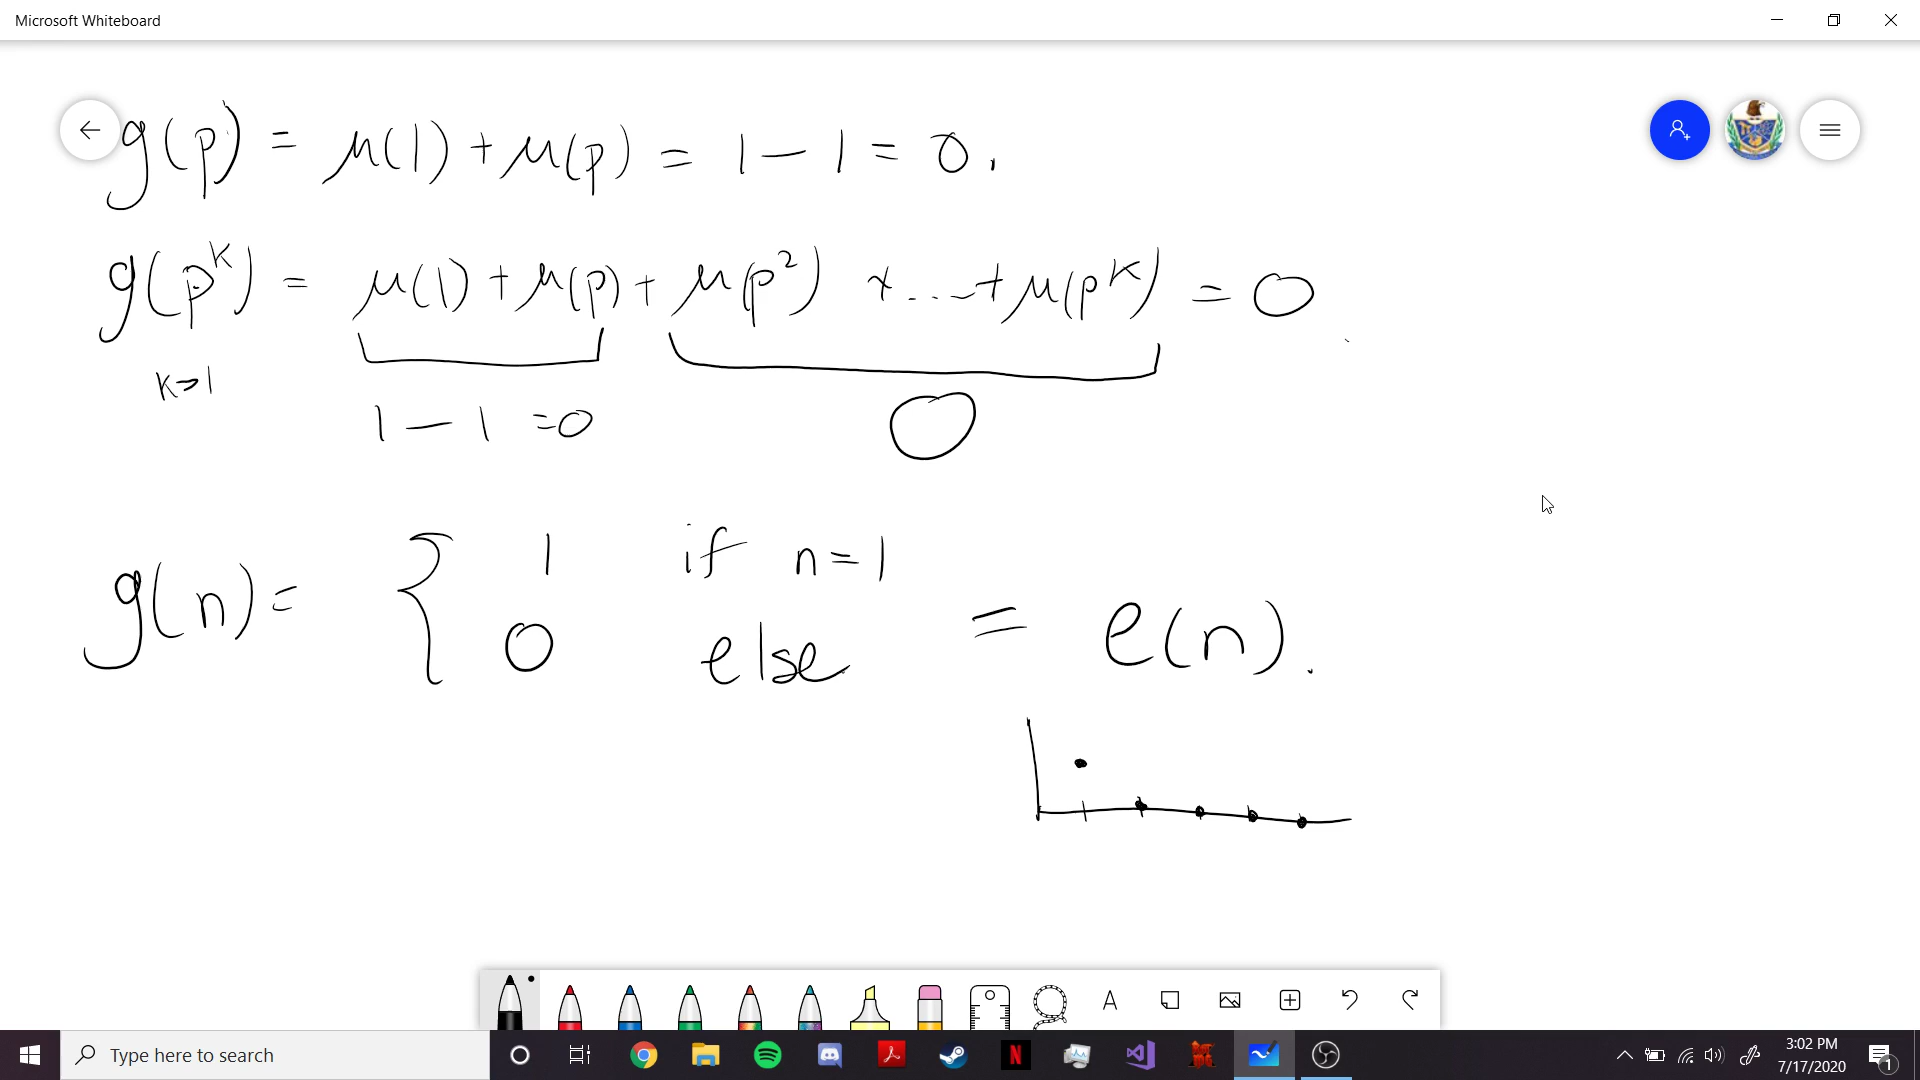 Microsoft Whiteboard
g(p) = μ(1) + μ(p) = 1 − 1 = 0.
g(p^k) = μ(1) + μ(p) + μ(p²) + ... + μ(p^k) = 0.
k>1
1 − 1 = 0
0
g(n) = { 1 if n = 1
0 else
= e(n).
A
Type here to search
3:02 PM
7/17/2020
1